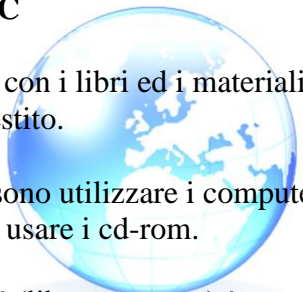 C
con i libri ed i materiali
stito.
sono utilizzare i compute
usare i cd-rom.